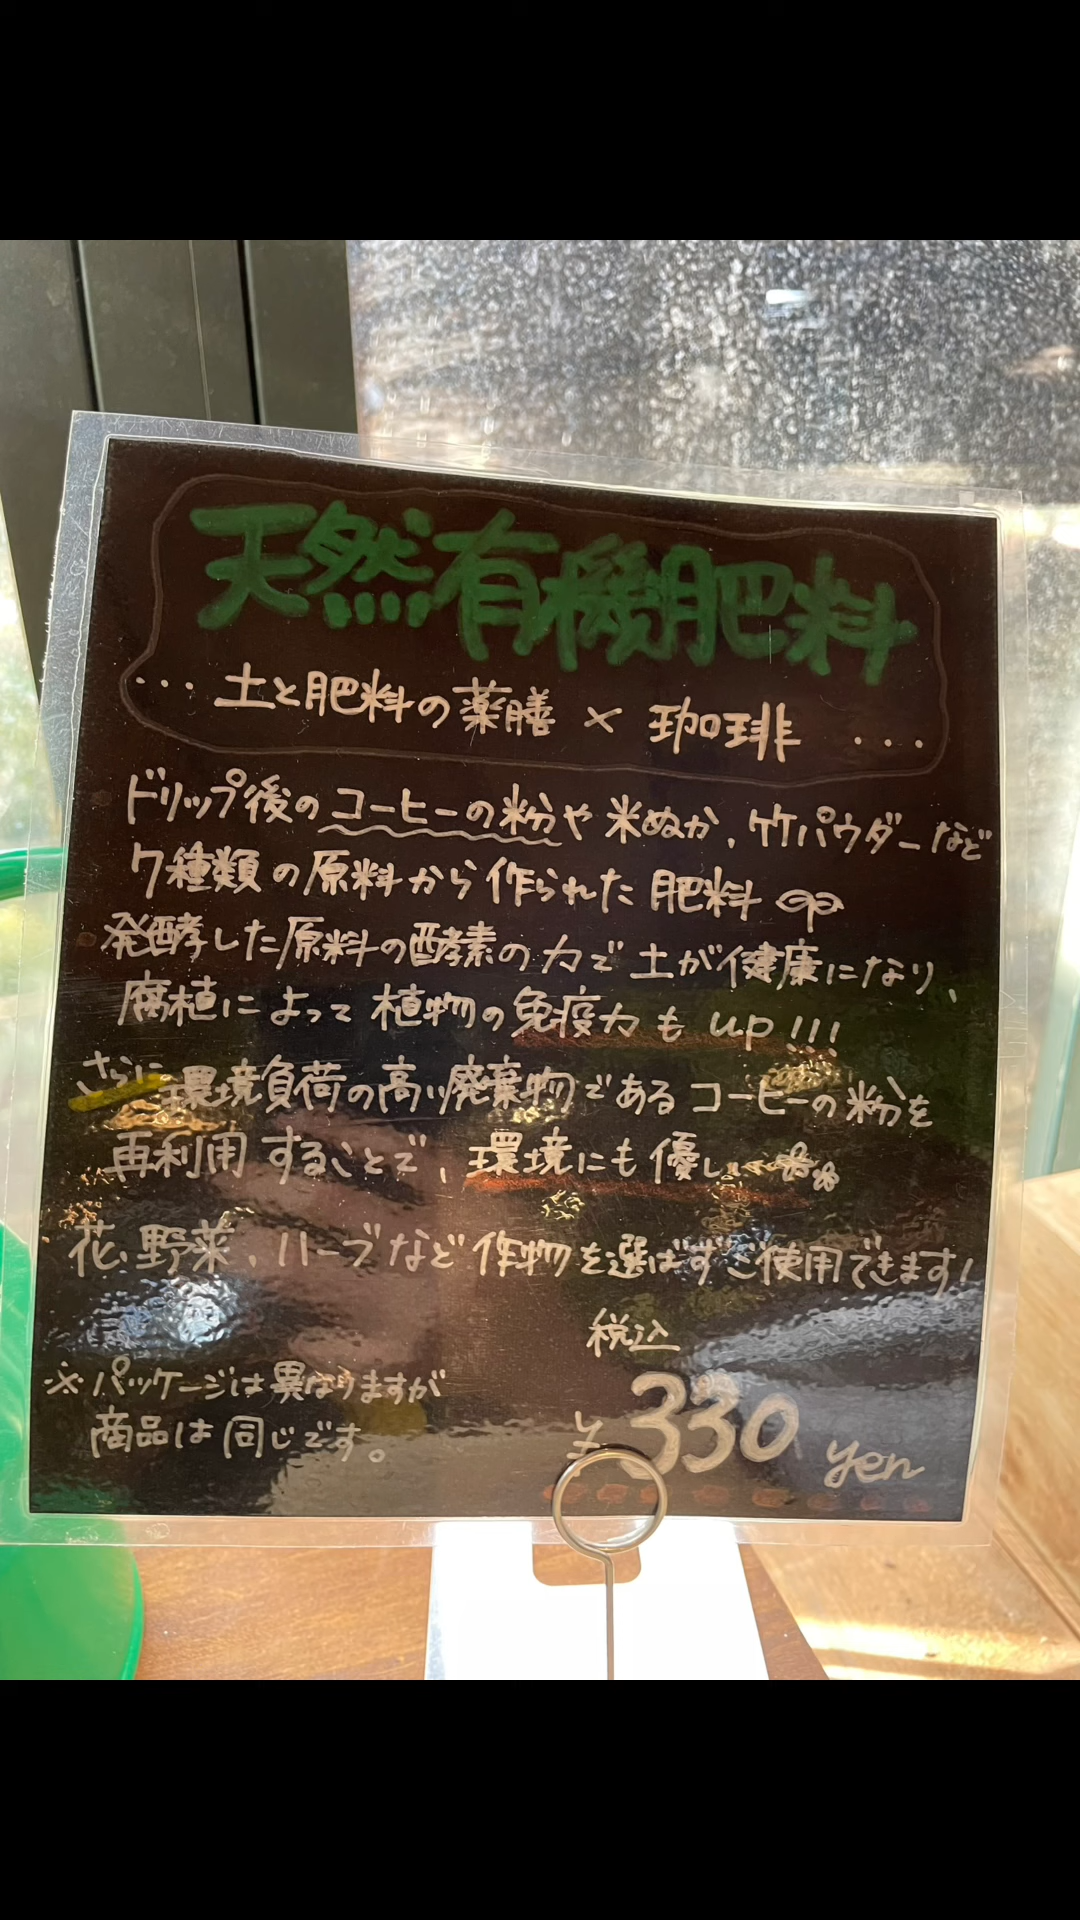 天然有機肥料
... 土と肥料の薬膳 × 珈琲 ...
ドリップ後のコーヒーの粉や米ぬか、竹パウダーなど
7種類の原料から作られた肥料
発酵した原料の酵素の力で土が健康になり、
腐植によって植物の免疫力もup!!!
さらに環境負荷の高い廃棄物であるコーヒーの粉を
再利用することで、環境にも優しい
花、野菜、ハーブなど作物を選ばずご使用できます!
税込
¥330 yen
※パッケージは異なりますが
商品は同じです。